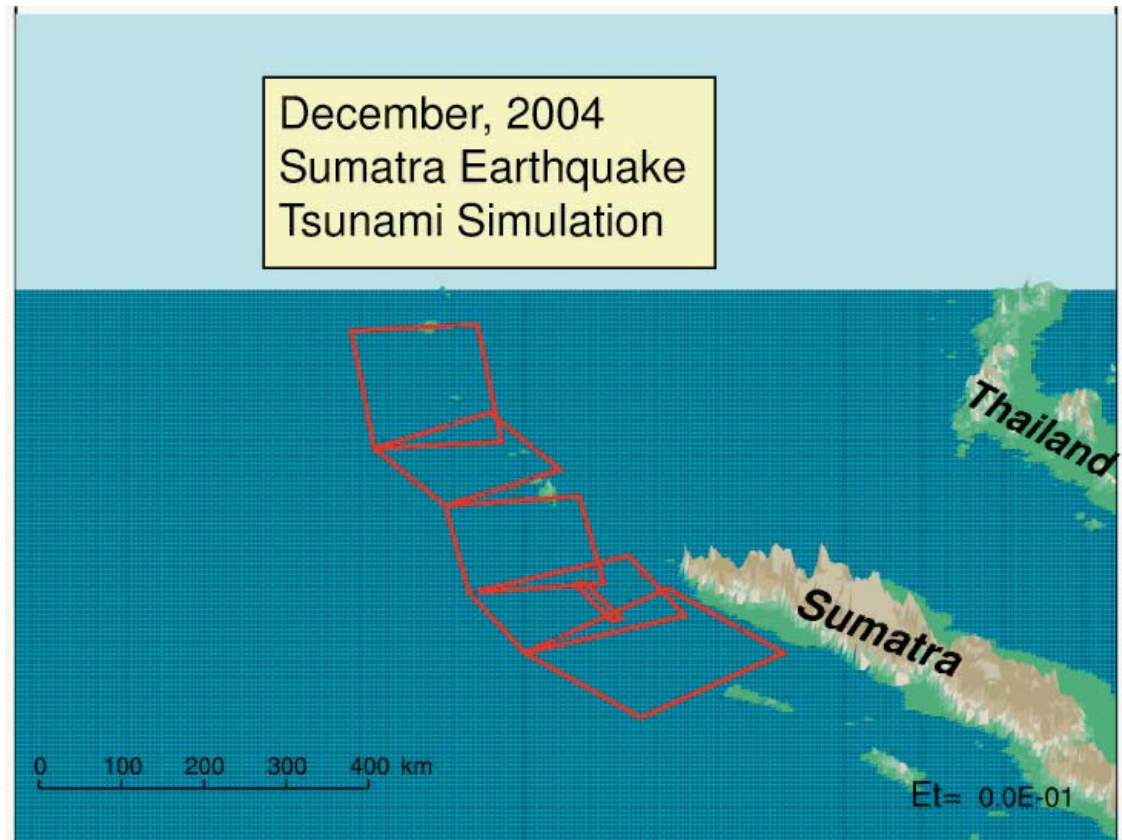 December, 2004
Sumatra Earthquake
Tsunami Simulation
Thailand
Sumatra
0 100 200 300 400 km
Et= 0.0E-01